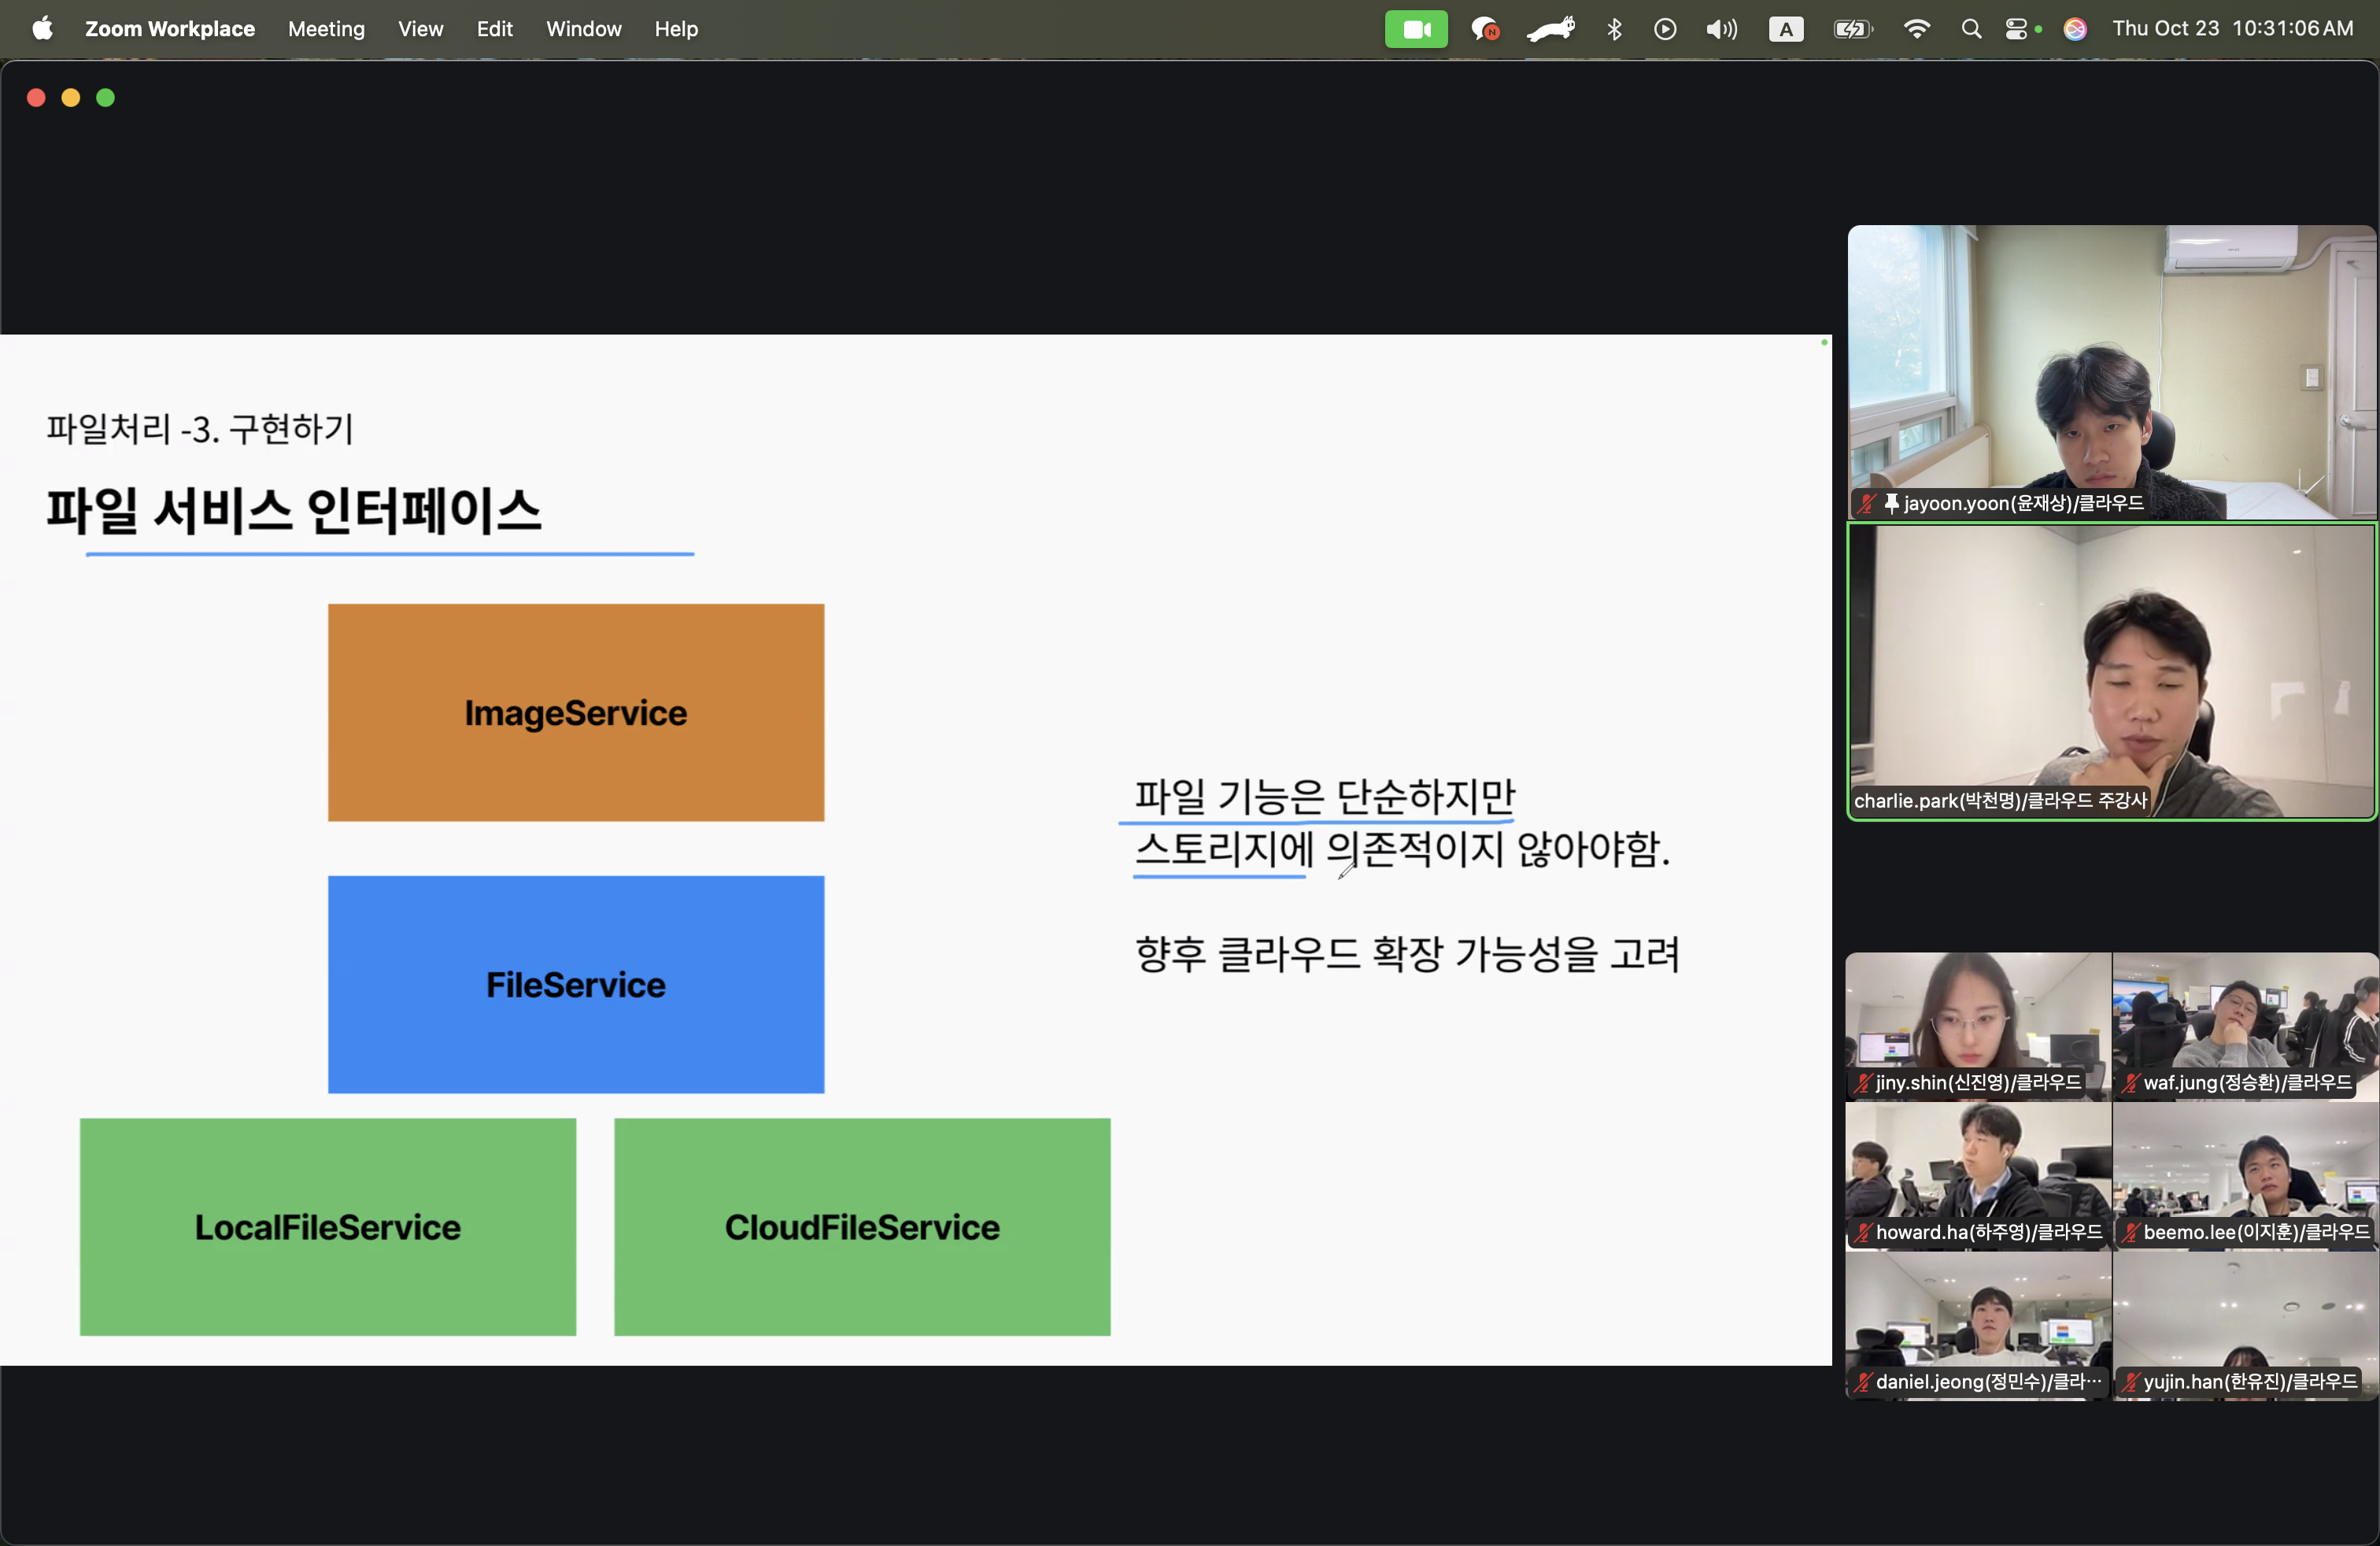 Zoom Workplace Meeting View Edit Window Help
A Thu Oct 23 10:31:06 AM
파일처리 -3. 구현하기
파일 서비스 인터페이스
ImageService
FileService
LocalFileService
CloudFileService
파일 기능은 단순하지만
스토리지에 의존적이지 않아야함.
향후 클라우드 확장 가능성을 고려
jayoon.yoon(윤재상)/클라우드
charlie.park(박천명)/클라우드 주강사
jiny.shin(신진영)/클라우드
waf.jung(정승환)/클라우드
howard.ha(하주영)/클라우드
beemo.lee(이지훈)/클라우드
daniel.jeong(정민수)/클라…
yujin.han(한유진)/클라우드